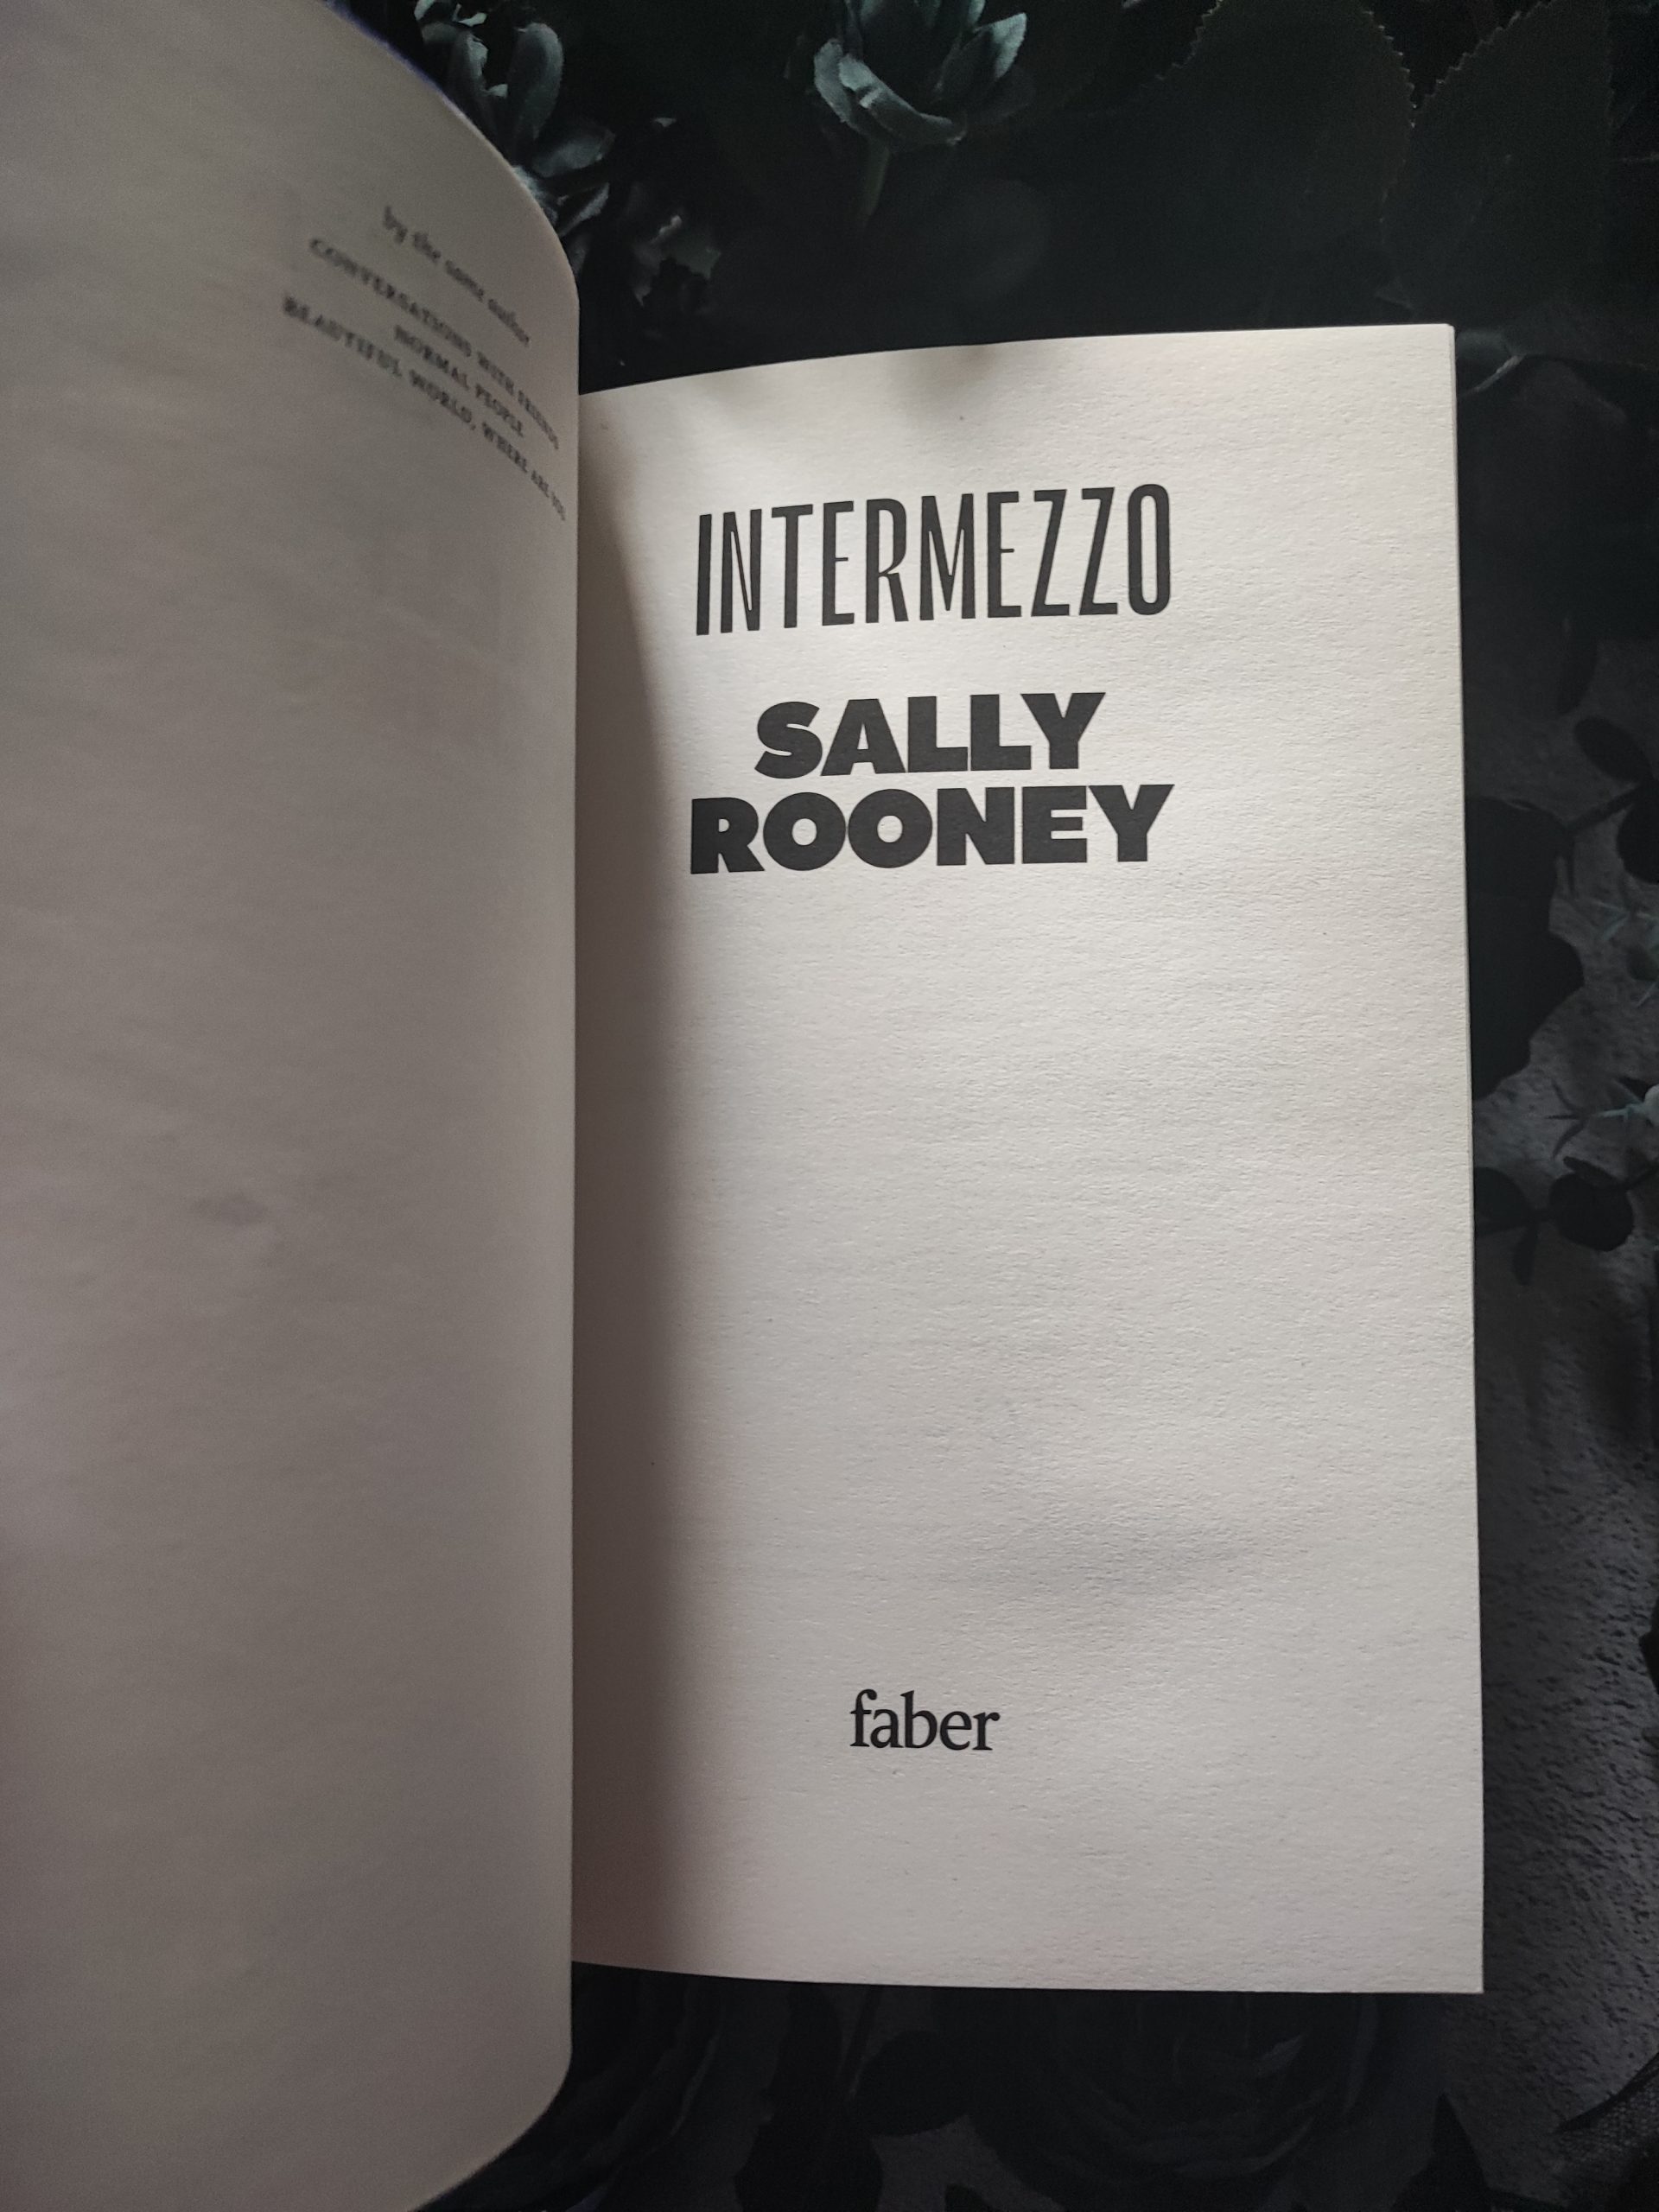 by the same author
CONVERSATIONS WITH FRIENDS
NORMAL PEOPLE
BEAUTIFUL WORLD, WHERE ARE YOU
INTERMEZZO
SALLY
ROONEY
faber